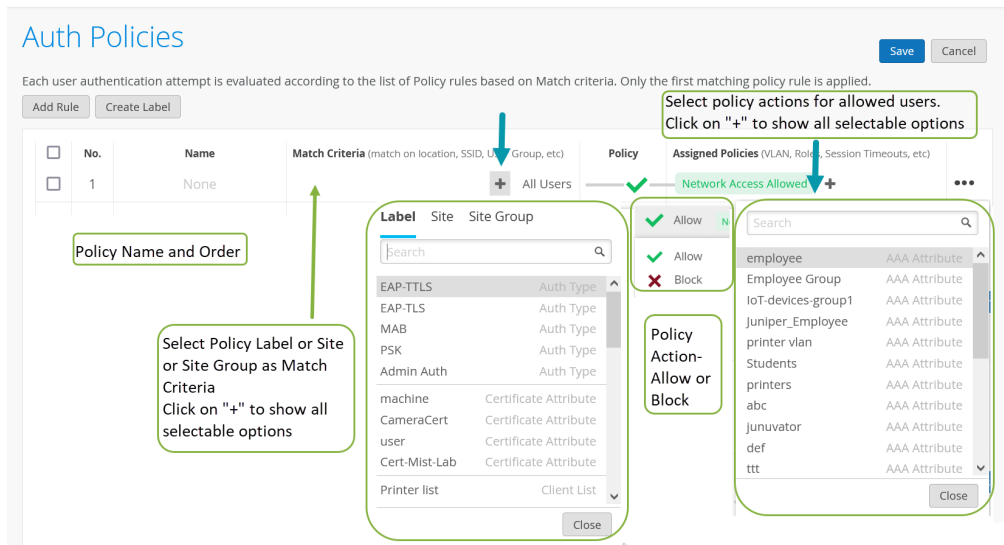 Auth Policies
Save
Cancel
Each user authentication attempt is evaluated according to the list of Policy rules based on Match criteria. Only the first matching policy rule is applied.
Add Rule
Create Label
Select policy actions for allowed users.
Click on "+" to show all selectable options
No.
Name
Match Criteria (match on location, SSID, Group, etc)
Policy
Assigned Policies (VLAN, Roles, Session Timeouts, etc)
1
None
+
All Users
Network Access Allowed
+
•••
Label
Site
Site Group
Search
EAP-TTLS Auth Type
EAP-TLS Auth Type
MAB Auth Type
PSK Auth Type
Admin Auth Auth Type
machine Certificate Attribute
CameraCert Certificate Attribute
user Certificate Attribute
Cert-Mist-Lab Certificate Attribute
Printer list Client List
Close
Allow
Allow
Block
Search
employee AAA Attribute
Employee Group AAA Attribute
IoT-devices-group1 AAA Attribute
Juniper_Employee AAA Attribute
printer vlan AAA Attribute
Students AAA Attribute
printers AAA Attribute
abc AAA Attribute
junuvator AAA Attribute
def AAA Attribute
ttt AAA Attribute
Close
Policy Name and Order
Select Policy Label or Site
or Site Group as Match
Criteria
Click on "+" to show all
selectable options
Policy
Action-
Allow or
Block